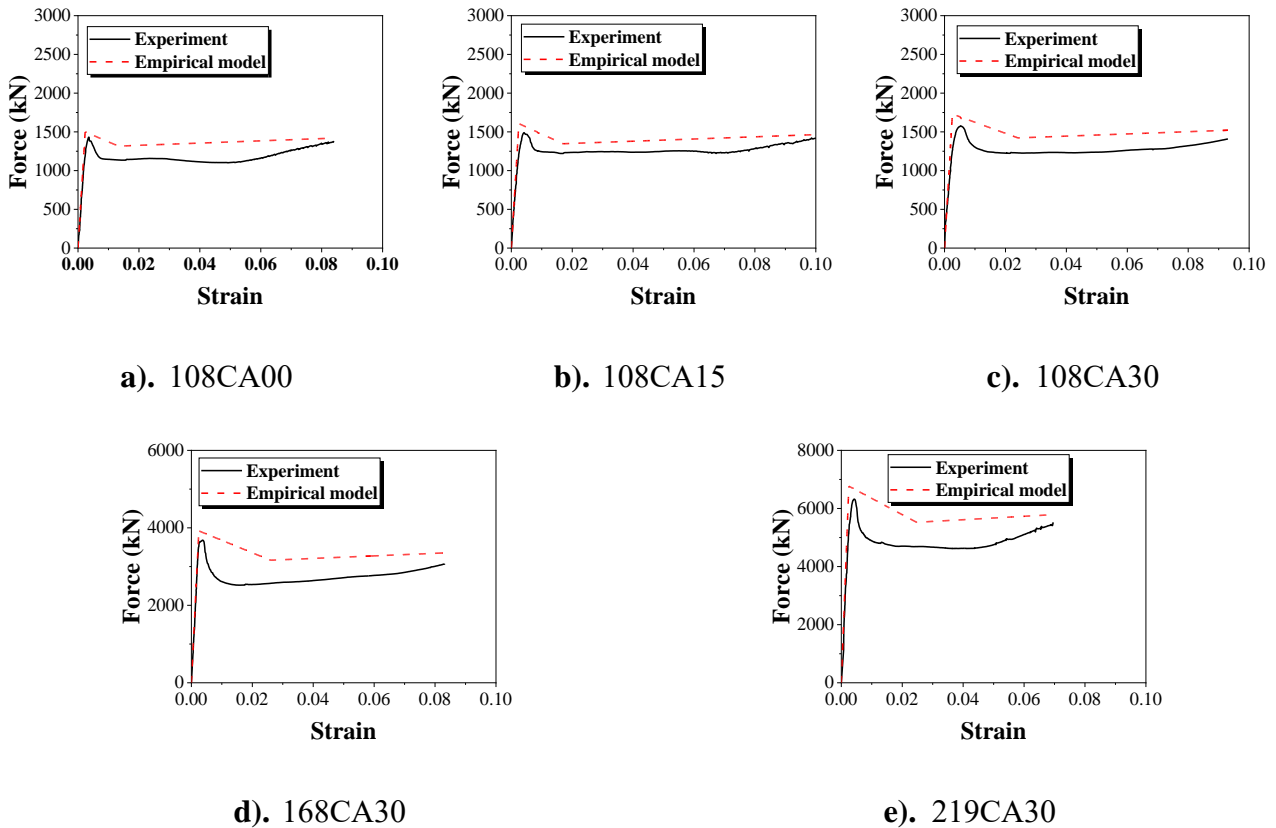 3000
2500
2000
1500
1000
500
0
Force (kN)
Experiment
Empirical model
0.00 0.02 0.04 0.06 0.08 0.10
Strain
a). 108CA00
3000
2500
2000
1500
1000
500
0
Force (kN)
Experiment
Empirical model
0.00 0.02 0.04 0.06 0.08 0.10
Strain
b). 108CA15
3000
2500
2000
1500
1000
500
0
Force (kN)
Experiment
Empirical model
0.00 0.02 0.04 0.06 0.08 0.10
Strain
c). 108CA30
6000
4000
2000
0
Force (kN)
Experiment
Empirical model
0.00 0.02 0.04 0.06 0.08 0.10
Strain
d). 168CA30
8000
6000
4000
2000
0
Force (kN)
Experiment
Empirical model
0.00 0.02 0.04 0.06 0.08 0.10
Strain
e). 219CA30